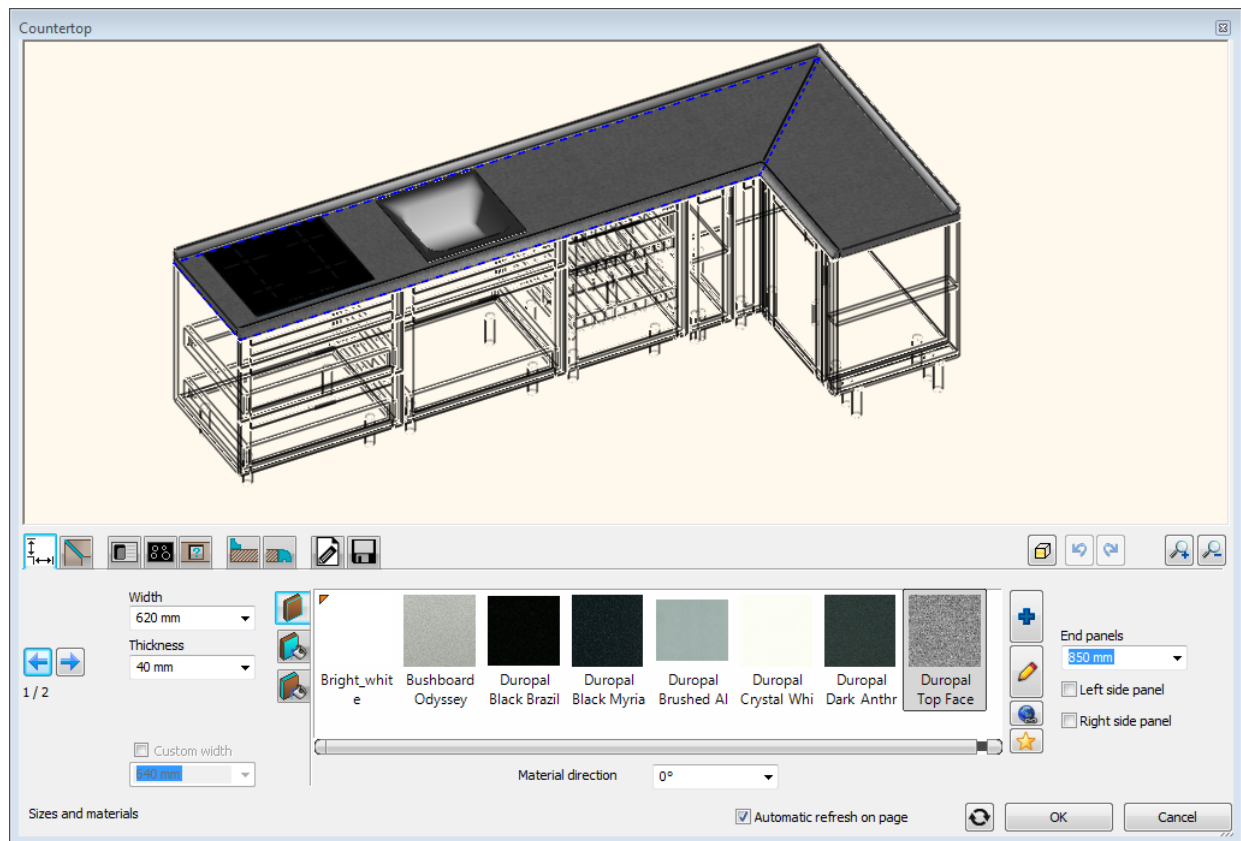 Countertop
Width
620 mm
Thickness
40 mm
1 / 2
Custom width
640 mm
Bright_whit
e
Bushboard
Odyssey
Duropal
Black Brazil
Duropal
Black Myria
Duropal
Brushed Al
Duropal
Crystal Whi
Duropal
Dark Anthr
Duropal
Top Face
Material direction
0°
End panels
850 mm
Left side panel
Right side panel
Sizes and materials
Automatic refresh on page
OK
Cancel